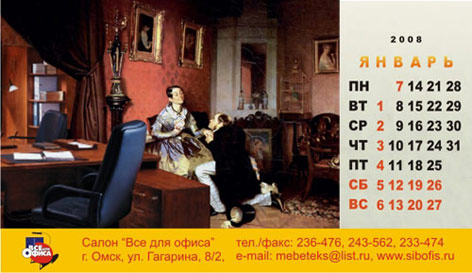 2008
ЯНВАРЬ
ПН 7 14 21 28
ВТ 1 8 15 22 29
СР 2 9 16 23 30
ЧТ 3 10 17 24 31
ПТ 4 11 18 25
СБ 5 12 19 26
ВС 6 13 20 27
ВСЕ для ОФИСА
Салон "Все для офиса"
г. Омск, ул. Гагарина, 8/2,
тел./факс: 236-476, 243-562, 233-474
e-mail: mebeteks@list.ru, www.sibofis.ru